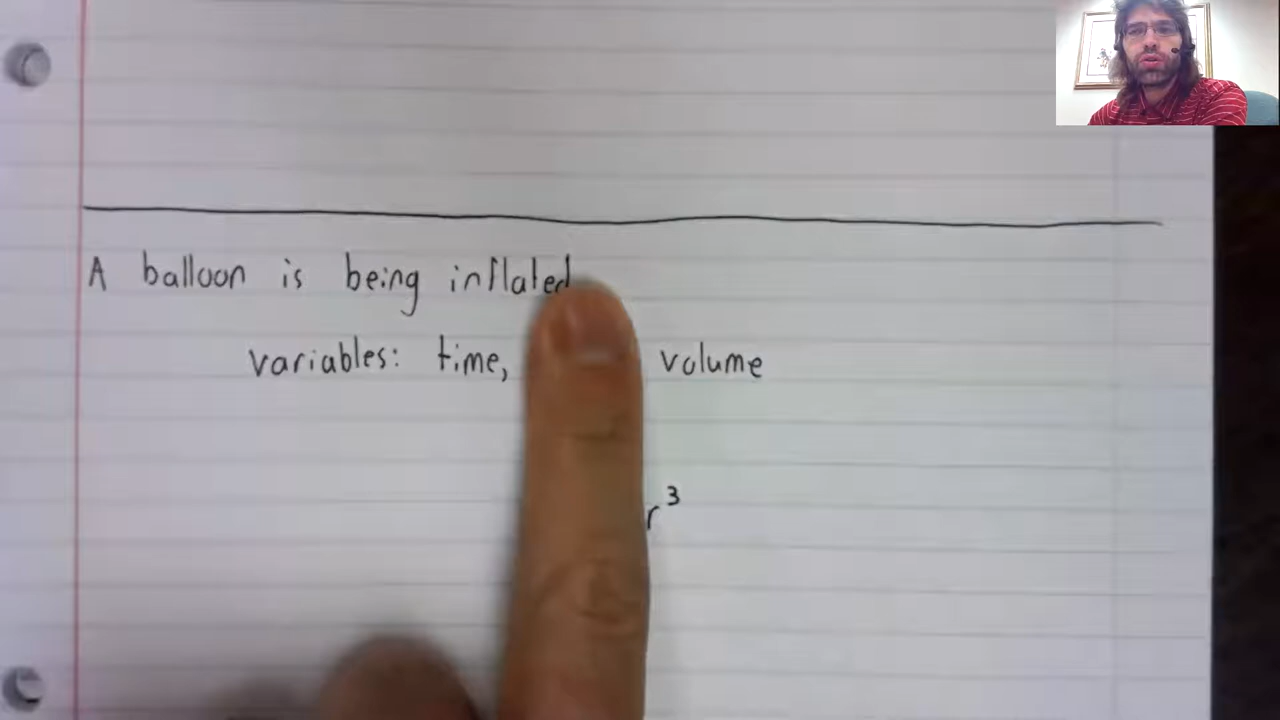 A balloon is being inflated
variables: time, volume
r³